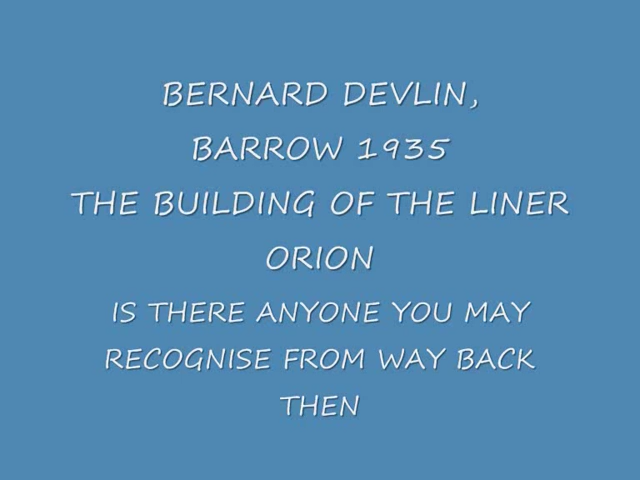 BERNARD DEVLIN,
BARROW 1935
THE BUILDING OF THE LINER
ORION
IS THERE ANYONE YOU MAY
RECOGNISE FROM WAY BACK
THEN